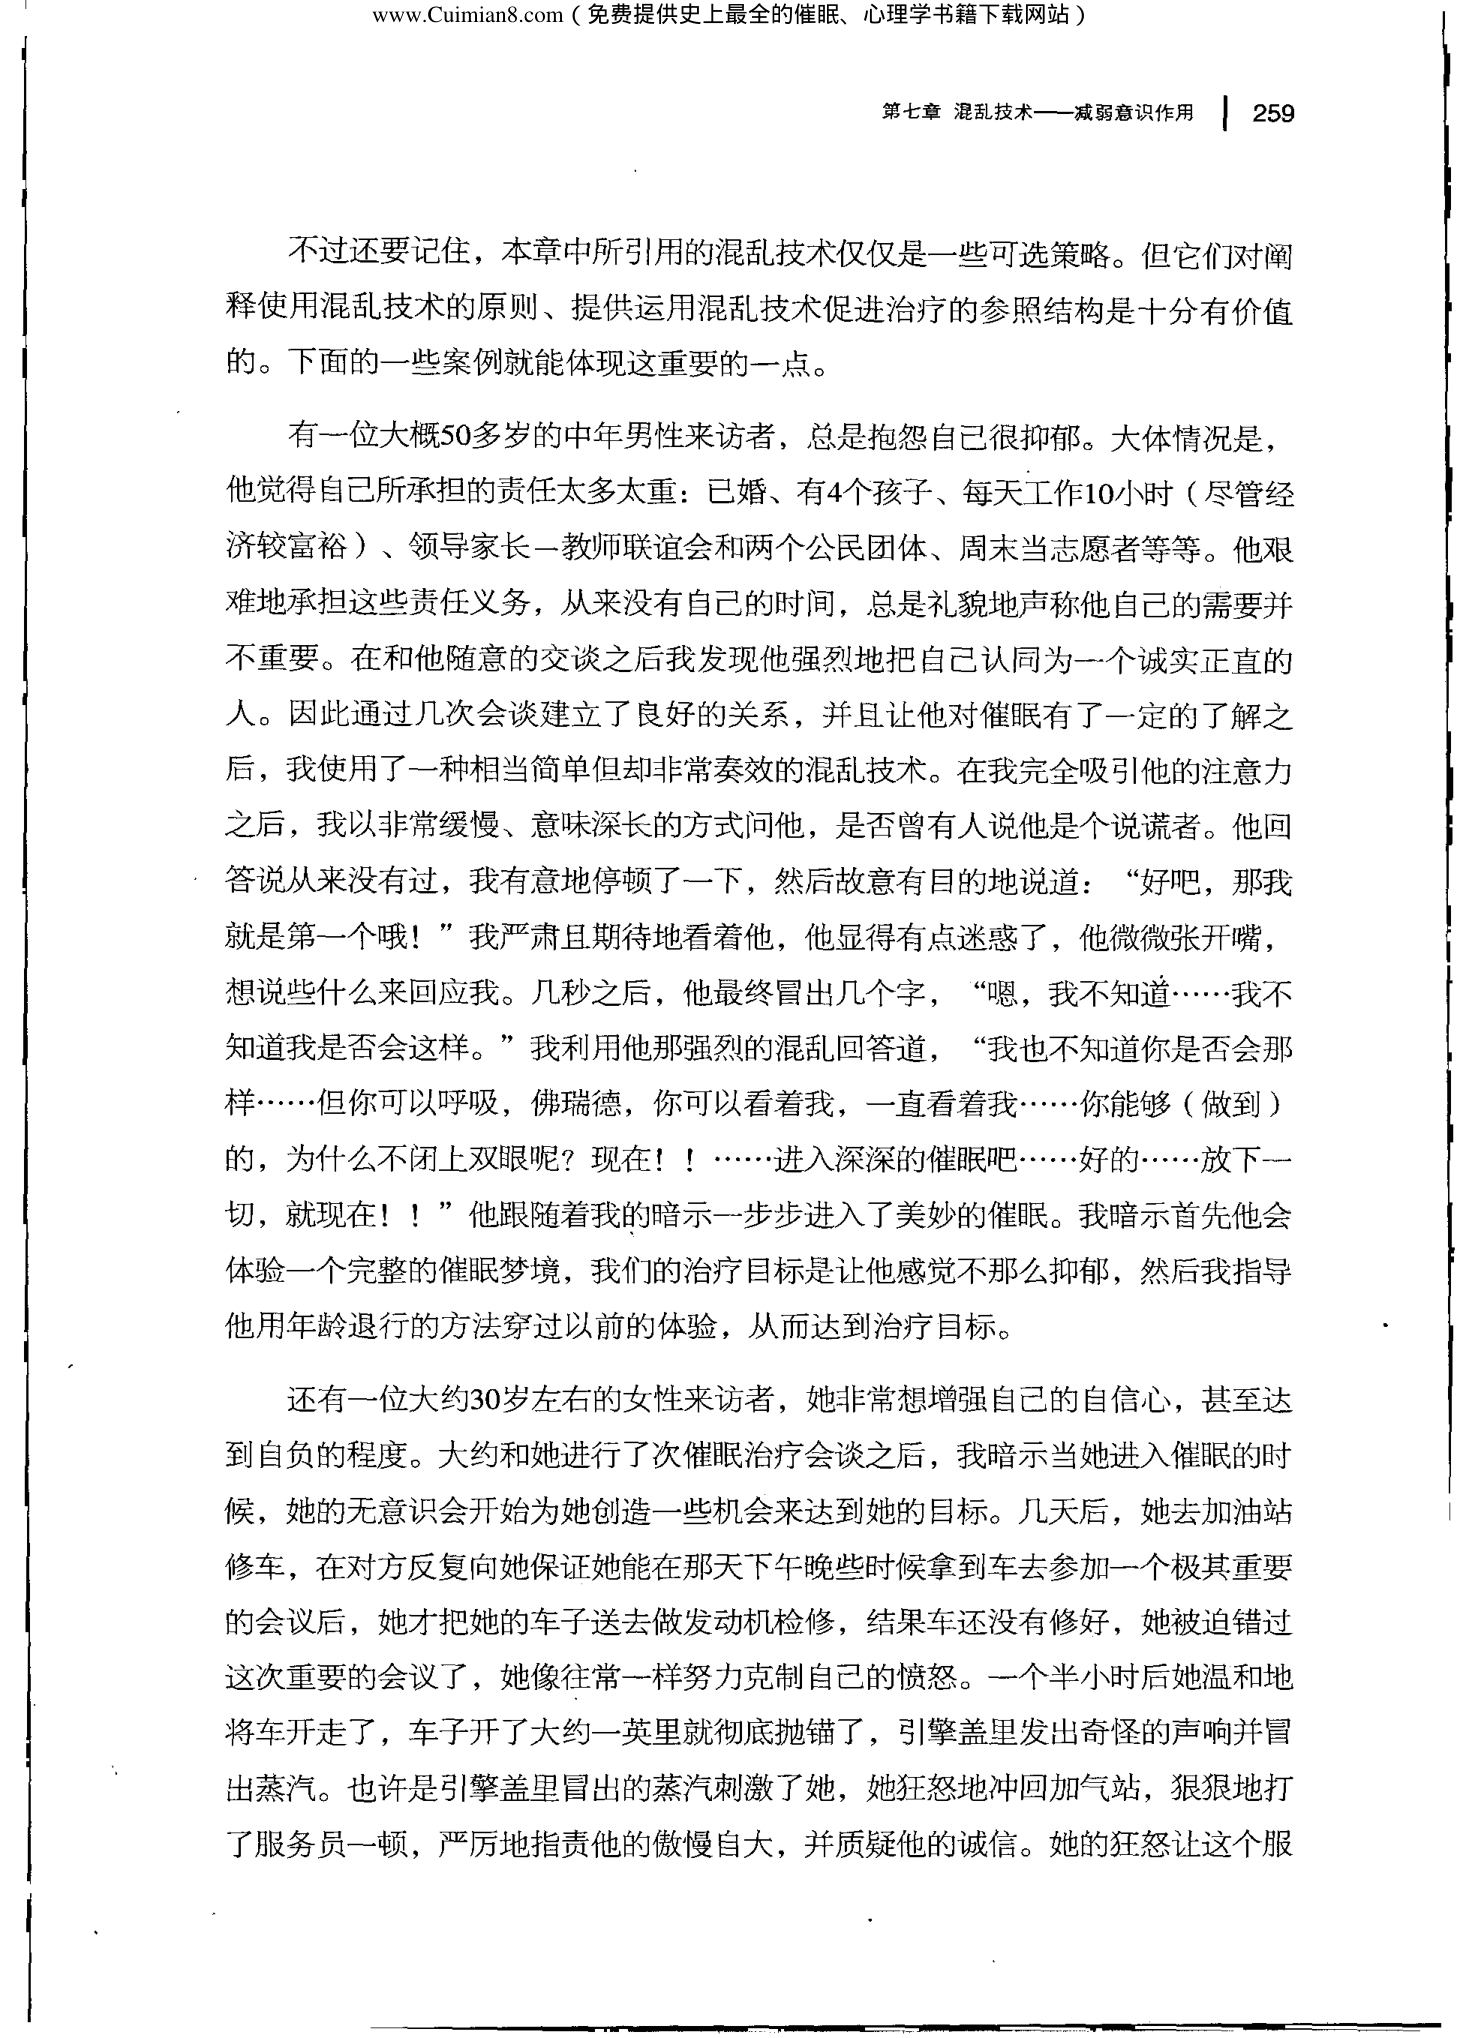 www.Cuimian8.com（免费提供史上最全的催眠、心理学书籍下载网站）
第七章 混乱技术——减弱意识作用 259
不过还要记住，本章中所引用的混乱技术仅仅是一些可选策略。但它们对阐
释使用混乱技术的原则、提供运用混乱技术促进治疗的参照结构是十分有价值
的。下面的一些案例就能体现这重要的一点。
有一位大概50多岁的中年男性来访者，总是抱怨自己很抑郁。大体情况是，
他觉得自己所承担的责任太多太重：已婚、有4个孩子、每天工作10小时（尽管经
济较富裕）、领导家长－教师联谊会和两个公民团体、周末当志愿者等等。他艰
难地承担这些责任义务，从来没有自己的时间，总是礼貌地声称他自己的需要并
不重要。在和他随意的交谈之后我发现他强烈地把自己认同为一个诚实正直的
人。因此通过几次会谈建立了良好的关系，并且让他对催眠有了一定的了解之
后，我使用了一种相当简单但却非常奏效的混乱技术。在我完全吸引他的注意力
之后，我以非常缓慢、意味深长的方式问他，是否曾有人说他是个说谎者。他回
答说从来没有过，我有意地停顿了一下，然后故意有目的地说道：“好吧，那我
就是第一个哦！”我严肃且期待地看着他，他显得有点迷惑了，他微微张开嘴，
想说些什么来回应我。几秒之后，他最终冒出几个字，“嗯，我不知道……我不
知道我是否会这样。”我利用他那强烈的混乱回答道，“我也不知道你是否会那
样……但你可以呼吸，佛瑞德，你可以看着我，一直看着我……你能够（做到）
的，为什么不闭上双眼呢？现在！！……进入深深的催眠吧……好的……放下一
切，就现在！！”他跟随着我的暗示一步步进入了美妙的催眠。我暗示首先他会
体验一个完整的催眠梦境，我们的治疗目标是让他感觉不那么抑郁，然后我指导
他用年龄退行的方法穿过以前的体验，从而达到治疗目标。
还有一位大约30岁左右的女性来访者，她非常想增强自己的自信心，甚至达
到自负的程度。大约和她进行了次催眠治疗会谈之后，我暗示当她进入催眠的时
候，她的无意识会开始为她创造一些机会来达到她的目标。几天后，她去加油站
修车，在对方反复向她保证她能在那天下午晚些时候拿到车去参加一个极其重要
的会议后，她才把她的车子送去做发动机检修，结果车还没有修好，她被迫错过
这次重要的会议了，她像往常一样努力克制自己的愤怒。一个半小时后她温和地
将车开走了，车子开了大约一英里就彻底抛锚了，引擎盖里发出奇怪的声响并冒
出蒸汽。也许是引擎盖里冒出的蒸汽刺激了她，她狂怒地冲回加气站，狠狠地打
了服务员一顿，严厉地指责他的傲慢自大，并质疑他的诚信。她的狂怒让这个服